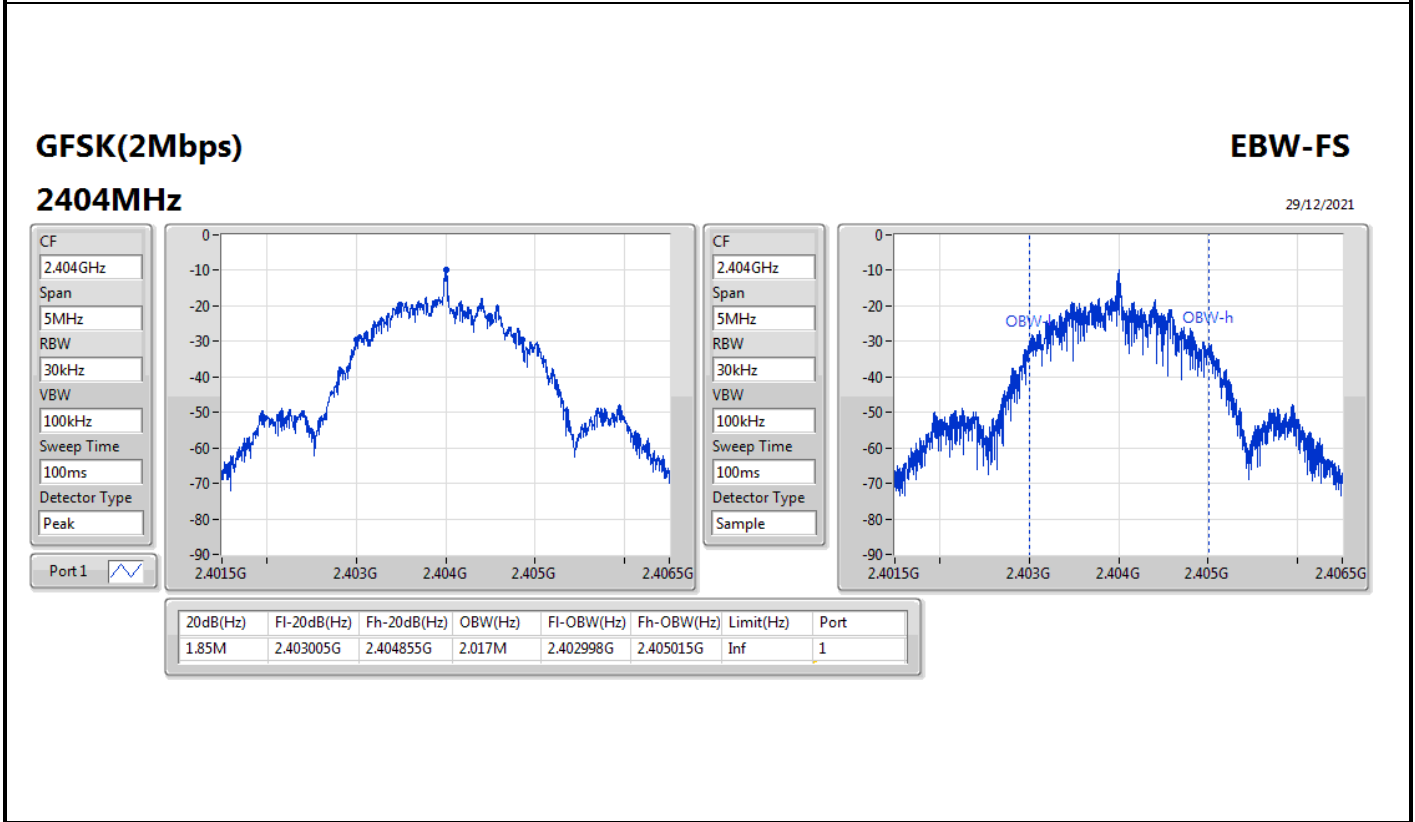 GFSK(2Mbps) EBW-FS
2404MHz 29/12/2021
CF
2.404GHz
Span
5MHz
RBW
30kHz
VBW
100kHz
Sweep Time
100ms
Detector Type
Peak
Port 1
0
-10
-20
-30
-40
-50
-60
-70
-80
-90
2.4015G 2.403G 2.404G 2.405G 2.4065G
CF
2.404GHz
Span
5MHz
RBW
30kHz
VBW
100kHz
Sweep Time
100ms
Detector Type
Sample
0
-10
-20
-30
-40
-50
-60
-70
-80
-90
OBW OBW-h
2.4015G 2.403G 2.404G 2.405G 2.4065G
20dB(Hz) Fl-20dB(Hz) Fh-20dB(Hz) OBW(Hz) Fl-OBW(Hz) Fh-OBW(Hz) Limit(Hz) Port
1.85M 2.403005G 2.404855G 2.017M 2.402998G 2.405015G Inf 1